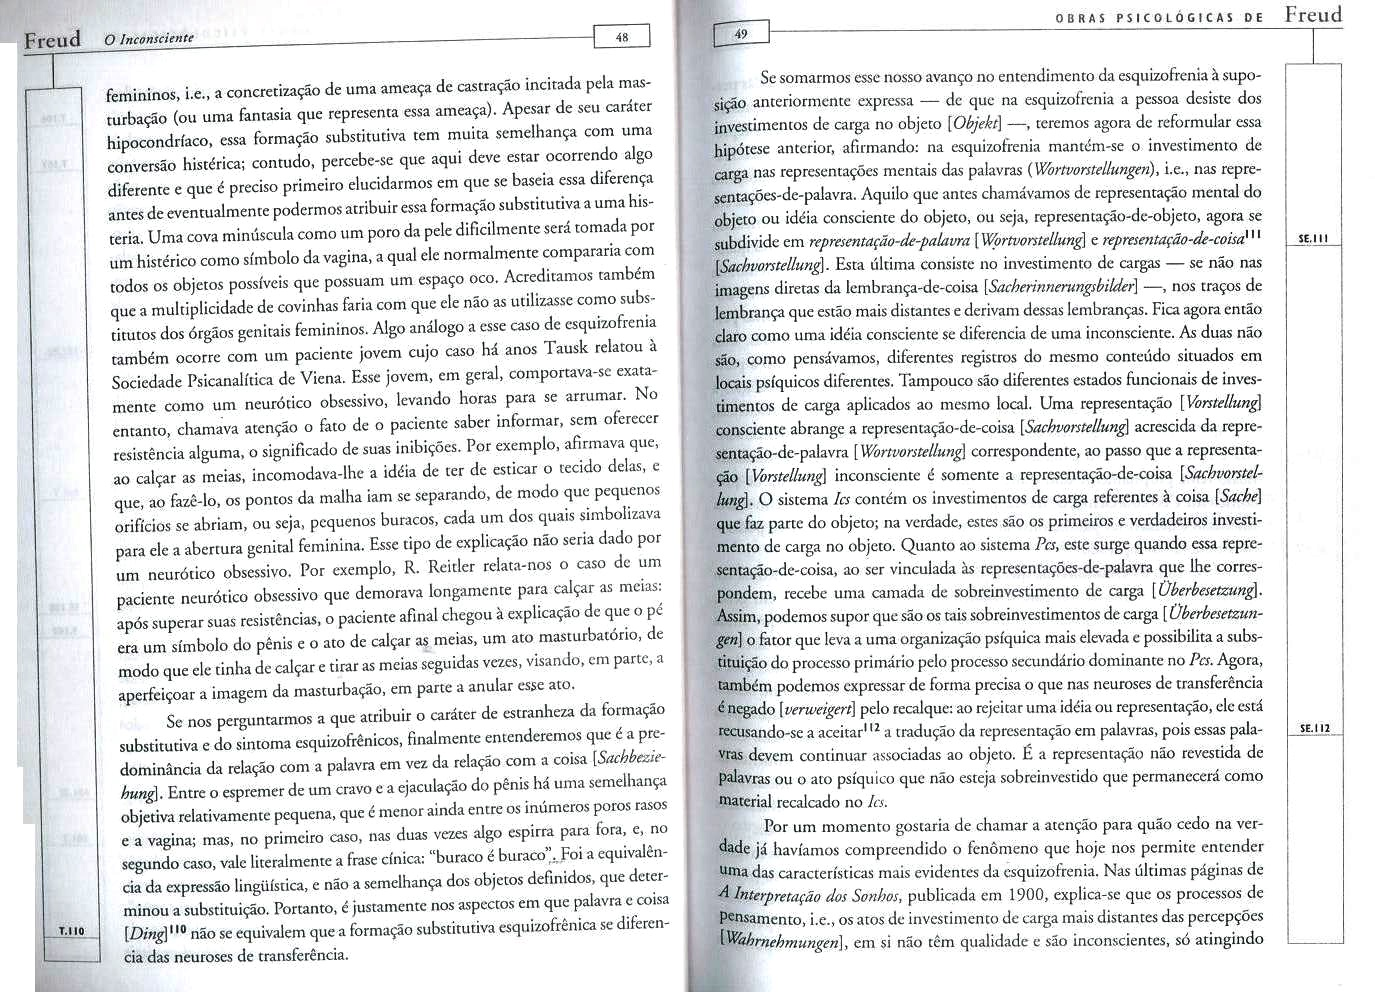 Freud O Inconsciente 48
femininos, i.e., a concretização de uma ameaça de castração incitada pela mas-
turbação (ou uma fantasia que representa essa ameaça). Apesar de seu caráter
hipocondríaco, essa formação substitutiva tem muita semelhança com uma
conversão histérica; contudo, percebe-se que aqui deve estar ocorrendo algo
diferente e que é preciso primeiro elucidarmos em que se baseia essa diferença
antes de eventualmente podermos atribuir essa formação substitutiva a uma his-
teria. Uma cova minúscula como um poro da pele dificilmente será tomada por
um histérico como símbolo da vagina, a qual ele normalmente compararia com
todos os objetos possíveis que possuam um espaço oco. Acreditamos também
que a multiplicidade de covinhas faria com que ele não as utilizasse como subs-
titutos dos órgãos genitais femininos. Algo análogo a esse caso de esquizofrenia
também ocorre com um paciente jovem cujo caso há anos Tausk relatou à
Sociedade Psicanalítica de Viena. Esse jovem, em geral, comportava-se exata-
mente como um neurótico obsessivo, levando horas para se arrumar. No
entanto, chamava atenção o fato de o paciente saber informar, sem oferecer
resistência alguma, o significado de suas inibições. Por exemplo, afirmava que,
ao calçar as meias, incomodava-lhe a idéia de ter de esticar o tecido delas, e
que, ao fazê-lo, os pontos da malha iam se separando, de modo que pequenos
orifícios se abriam, ou seja, pequenos buracos, cada um dos quais simbolizava
para ele a abertura genital feminina. Esse tipo de explicação não seria dado por
um neurótico obsessivo. Por exemplo, R. Reitler relata-nos o caso de um
paciente neurótico obsessivo que demorava longamente para calçar as meias:
após superar suas resistências, o paciente afinal chegou à explicação de que o pé
era um símbolo do pênis e o ato de calçar as meias, um ato masturbatório, de
modo que ele tinha de calçar e tirar as meias seguidas vezes, visando, em parte, a
aperfeiçoar a imagem da masturbação, em parte a anular esse ato.
Se nos perguntarmos a que atribuir o caráter de estranheza da formação
substitutiva e do sintoma esquizofrênicos, finalmente entenderemos que é a pre-
dominância da relação com a palavra em vez da relação com a coisa [Sachbezie-
hung]. Entre o espremer de um cravo e a ejaculação do pênis há uma semelhança
objetiva relativamente pequena, que é menor ainda entre os inúmeros poros rasos
e a vagina; mas, no primeiro caso, nas duas vezes algo espirra para fora, e, no
segundo caso, vale literalmente a frase cínica: “buraco é buraco”. Foi a equivalên-
cia da expressão lingüística, e não a semelhança dos objetos definidos, que deter-
minou a substituição. Portanto, é justamente nos aspectos em que palavra e coisa
T.110 [Ding]¹¹⁰ não se equivalem que a formação substitutiva esquizofrênica se diferen-
cia das neuroses de transferência.
49 OBRAS PSICOLÓGICAS DE Freud
Se somarmos esse nosso avanço no entendimento da esquizofrenia à supo-
sição anteriormente expressa — de que na esquizofrenia a pessoa desiste dos
investimentos de carga no objeto [Objekt] —, teremos agora de reformular essa
hipótese anterior, afirmando: na esquizofrenia mantém-se o investimento de
carga nas representações mentais das palavras (Wortvorstellungen), i.e., nas repre-
sentações-de-palavra. Aquilo que antes chamávamos de representação mental do
objeto ou idéia consciente do objeto, ou seja, representação-de-objeto, agora se
subdivide em representação-de-palavra [Wortvorstellung] e representação-de-coisa¹¹¹ SE.111
[Sachvorstellung]. Esta última consiste no investimento de cargas — se não nas
imagens diretas da lembrança-de-coisa [Sacherinnerungsbilder] —, nos traços de
lembrança que estão mais distantes e derivam dessas lembranças. Fica agora então
claro como uma idéia consciente se diferencia de uma inconsciente. As duas não
são, como pensávamos, diferentes registros do mesmo conteúdo situados em
locais psíquicos diferentes. Tampouco são diferentes estados funcionais de inves-
timentos de carga aplicados ao mesmo local. Uma representação [Vorstellung]
consciente abrange a representação-de-coisa [Sachvorstellung] acrescida da repre-
sentação-de-palavra [Wortvorstellung] correspondente, ao passo que a representa-
ção [Vorstellung] inconsciente é somente a representação-de-coisa [Sachvorstel-
lung]. O sistema Ics contém os investimentos de carga referentes à coisa [Sache]
que faz parte do objeto; na verdade, estes são os primeiros e verdadeiros investi-
mento de carga no objeto. Quanto ao sistema Pcs, este surge quando essa repre-
sentação-de-coisa, ao ser vinculada às representações-de-palavra que lhe corres-
pondem, recebe uma camada de sobreinvestimento de carga [Überbesetzung].
Assim, podemos supor que são os tais sobreinvestimentos de carga [Überbesetzun-
gen] o fator que leva a uma organização psíquica mais elevada e possibilita a subs-
tituição do processo primário pelo processo secundário dominante no Pcs. Agora,
também podemos expressar de forma precisa o que nas neuroses de transferência
é negado [verweigert] pelo recalque: ao rejeitar uma idéia ou representação, ele está
recusando-se a aceitar¹¹² a tradução da representação em palavras, pois essas pala- SE.112
vras devem continuar associadas ao objeto. É a representação não revestida de
palavras ou o ato psíquico que não esteja sobreinvestido que permanecerá como
material recalcado no Ics.
Por um momento gostaria de chamar a atenção para quão cedo na ver-
dade já havíamos compreendido o fenômeno que hoje nos permite entender
uma das características mais evidentes da esquizofrenia. Nas últimas páginas de
A Interpretação dos Sonhos, publicada em 1900, explica-se que os processos de
pensamento, i.e., os atos de investimento de carga mais distantes das percepções
[Wahrnehmungen], em si não têm qualidade e são inconscientes, só atingindo